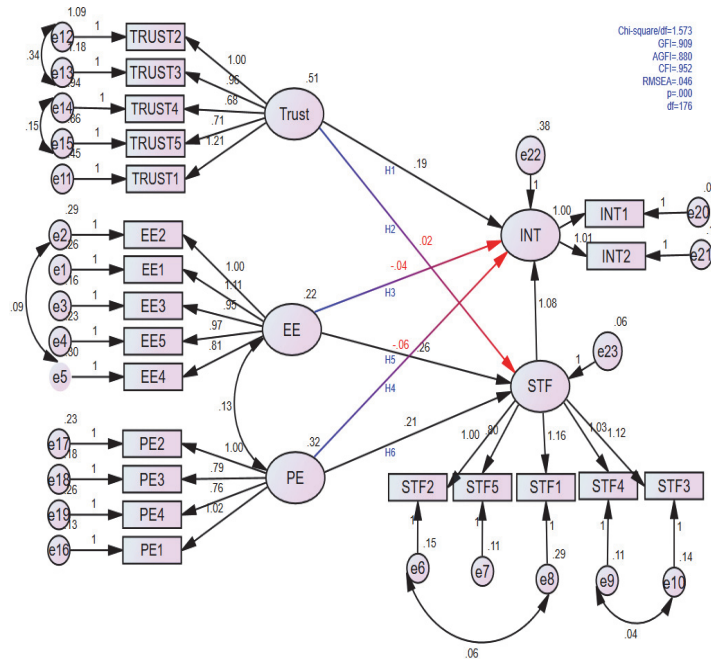 Chi-square/df=1.573
GFI=.909
AGFI=.880
CFI=.952
RMSEA=.046
p=.000
df=176
1.09
e12 1 TRUST2
.34
1.18
e13 1 TRUST3
.94
e14 1 TRUST4
.15
.86
e15 1 TRUST5
.45
e11 1 TRUST1
1.00
.96
.68
.71
1.21
.51
Trust
.38
e22
1
.19
H1
H2
.02
INT
1.00
1.01
INT1
1
e20
INT2
1
e21
.29
e2 1 EE2
.26
e1 1 EE1
.16
e3 1 EE3
.09
.23
e4 1 EE5
.30
e5 1 EE4
1.00
1.11
.95
.97
.81
.22
EE
-.04
H3
-.06
.26
H5
H4
1.08
.06
e23
1
STF
.13
.32
PE
.21
H6
.23
e17 1 PE2
.18
e18 1 PE3
.26
e19 1 PE4
.13
e16 1 PE1
1.00
.79
.76
1.02
1.00
.80
1.16
1.03
1.12
STF2
STF5
STF1
STF4
STF3
1
1
1
1
1
.15
.11
.29
.11
.14
e6
e7
e8
e9
e10
.06
.04